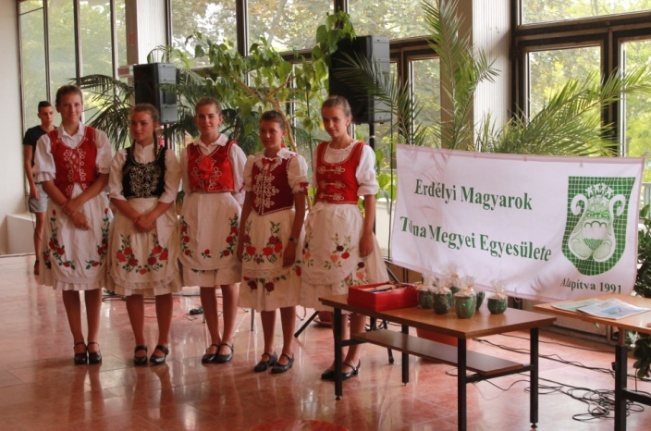 Erdélyi Magyarok
Tolna Megyei Egyesülete
Alapítva 1991